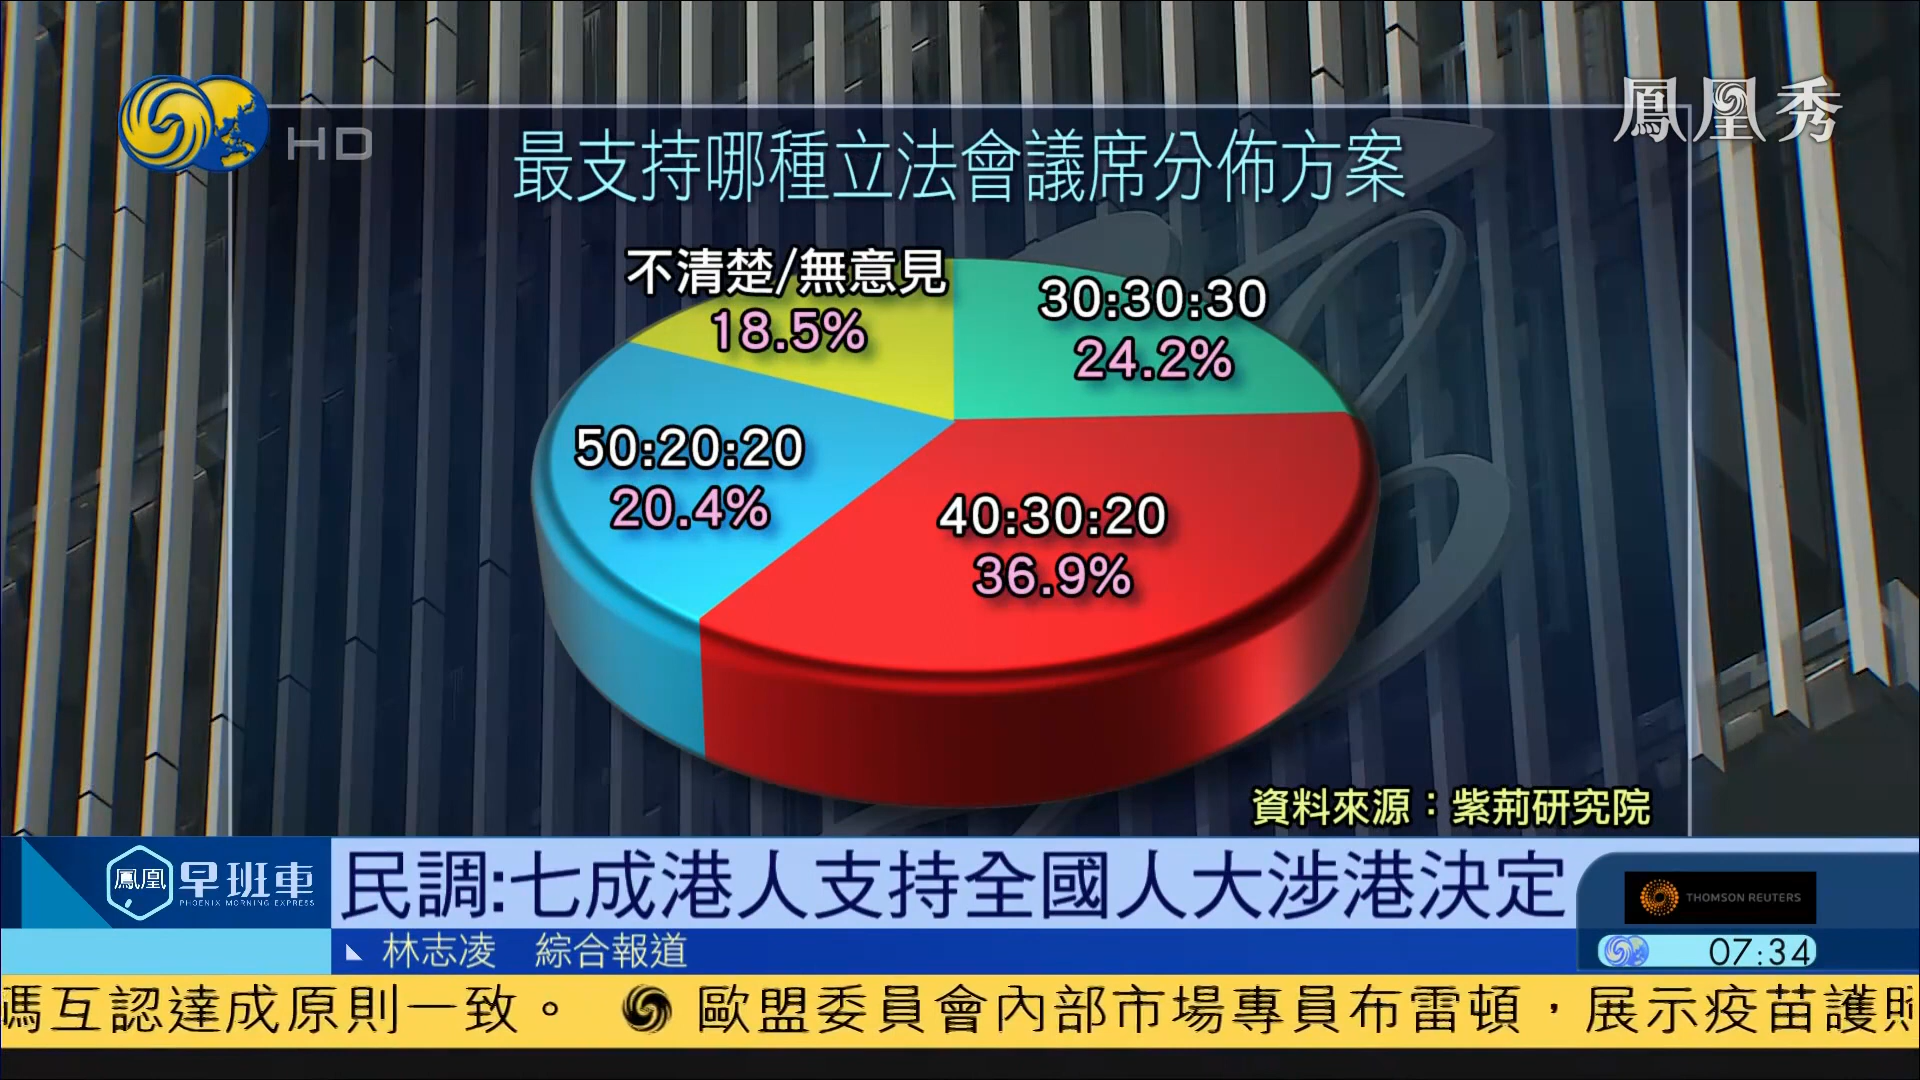 HD
鳳凰秀
最支持哪種立法會議席分佈方案
不清楚/無意見
18.5%
30:30:30
24.2%
50:20:20
20.4%
40:30:20
36.9%
資料來源：紫荊研究院
鳳凰早班車
PHOENIX MORNING EXPRESS
民調:七成港人支持全國人大涉港決定
THOMSON REUTERS
林志凌 綜合報道
07:34
碼互認達成原則一致。 歐盟委員會內部市場專員布雷頓，展示疫苗護照